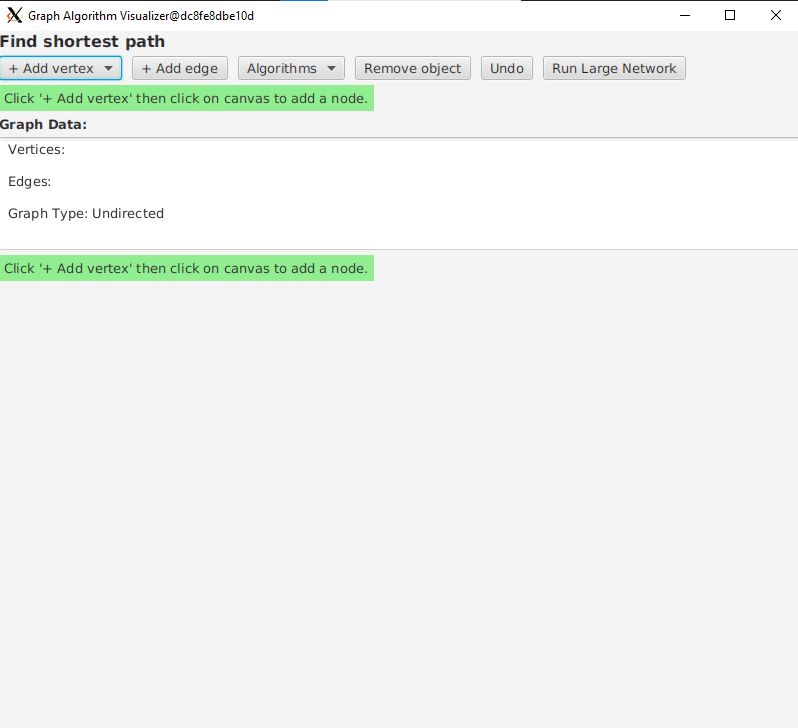 Graph Algorithm Visualizer@dc8fe8dbe10d
Find shortest path
+ Add vertex + Add edge Algorithms Remove object Undo Run Large Network
Click '+ Add vertex' then click on canvas to add a node.
Graph Data:
Vertices:
Edges:
Graph Type: Undirected
Click '+ Add vertex' then click on canvas to add a node.